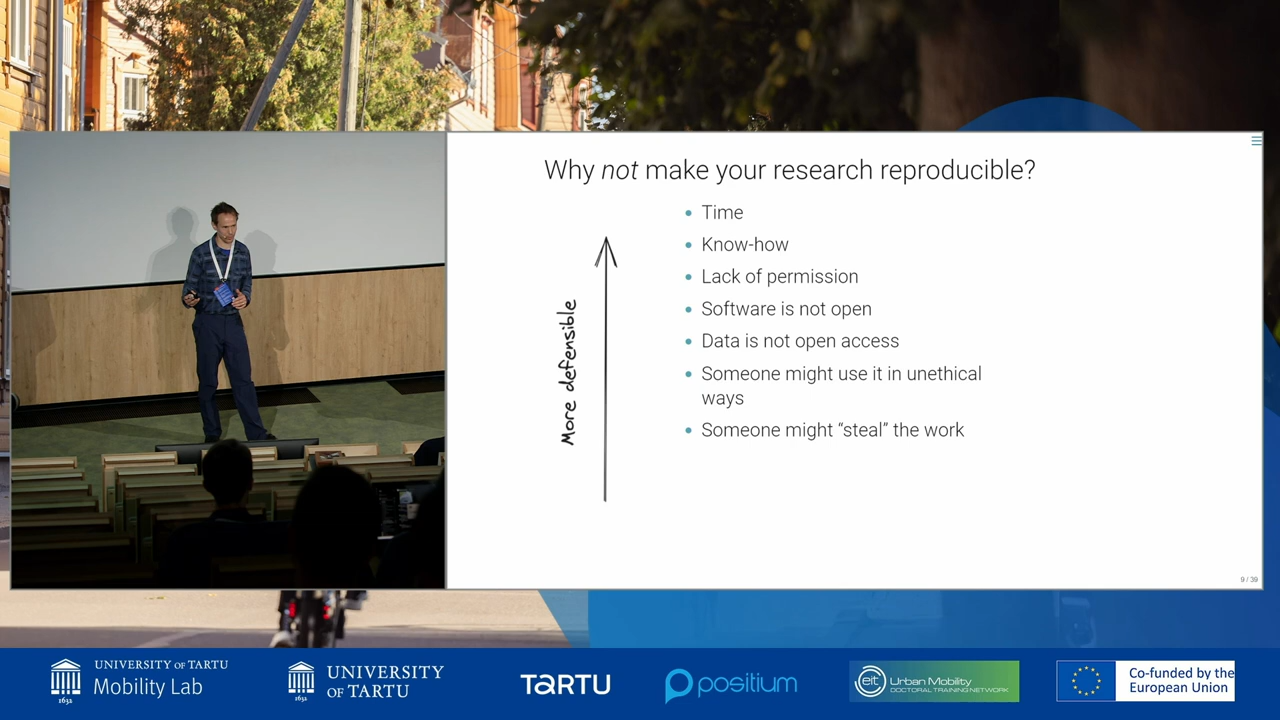 Why not make your research reproducible?
More defensible
Time
Know-how
Lack of permission
Software is not open
Data is not open access
Someone might use it in unethical
ways
Someone might “steal” the work
9 / 39
UNIVERSITY OF TARTU
Mobility Lab
1632
UNIVERSITY
OF TARTU
1632
TARTU
positium
eit Urban Mobility
DOCTORAL TRAINING NETWORK
Co-funded by the
European Union